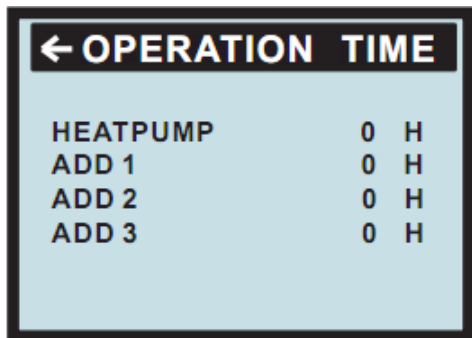 ← OPERATION TIME
HEATPUMP 0 H
ADD 1 0 H
ADD 2 0 H
ADD 3 0 H